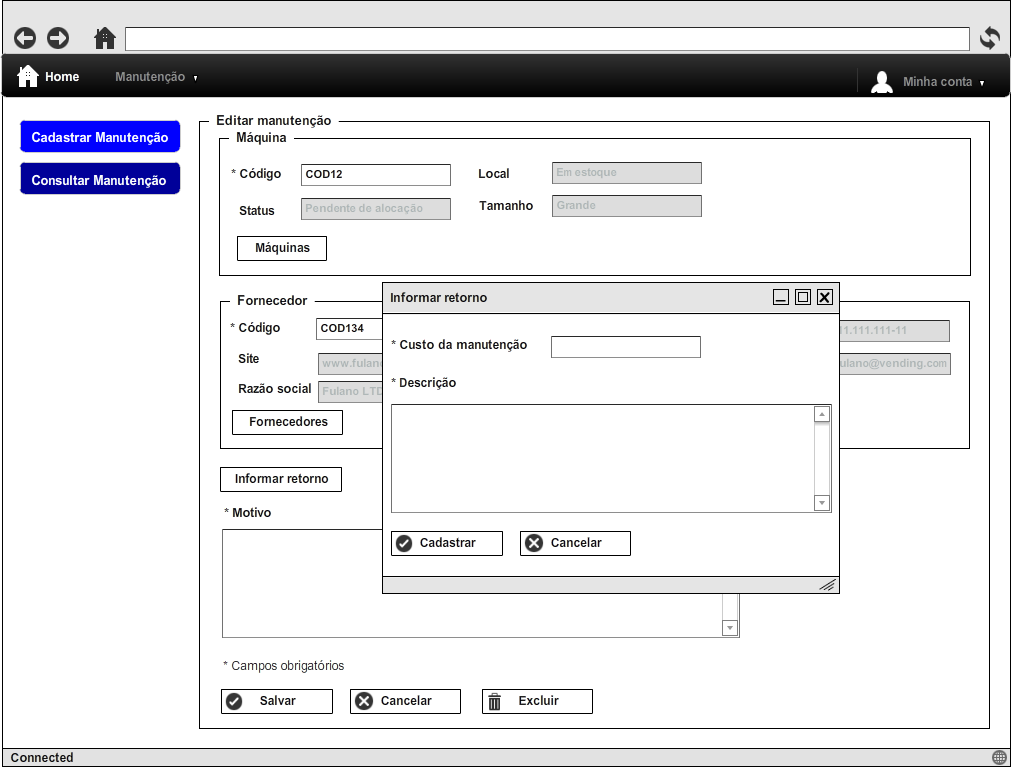 Home
Manutenção
Minha conta
Cadastrar Manutenção
Consultar Manutenção
Editar manutenção
Máquina
* Código
COD12
Local
Em estoque
Status
Pendente de alocação
Tamanho
Grande
Máquinas
Fornecedor
* Código
COD134
11.111.111-11
Site
www.fulano
ulano@vending.com
Razão social
Fulano LTD
Fornecedores
Informar retorno
* Motivo
Informar retorno
* Custo da manutenção
* Descrição
Cadastrar
Cancelar
* Campos obrigatórios
Salvar
Cancelar
Excluir
Connected